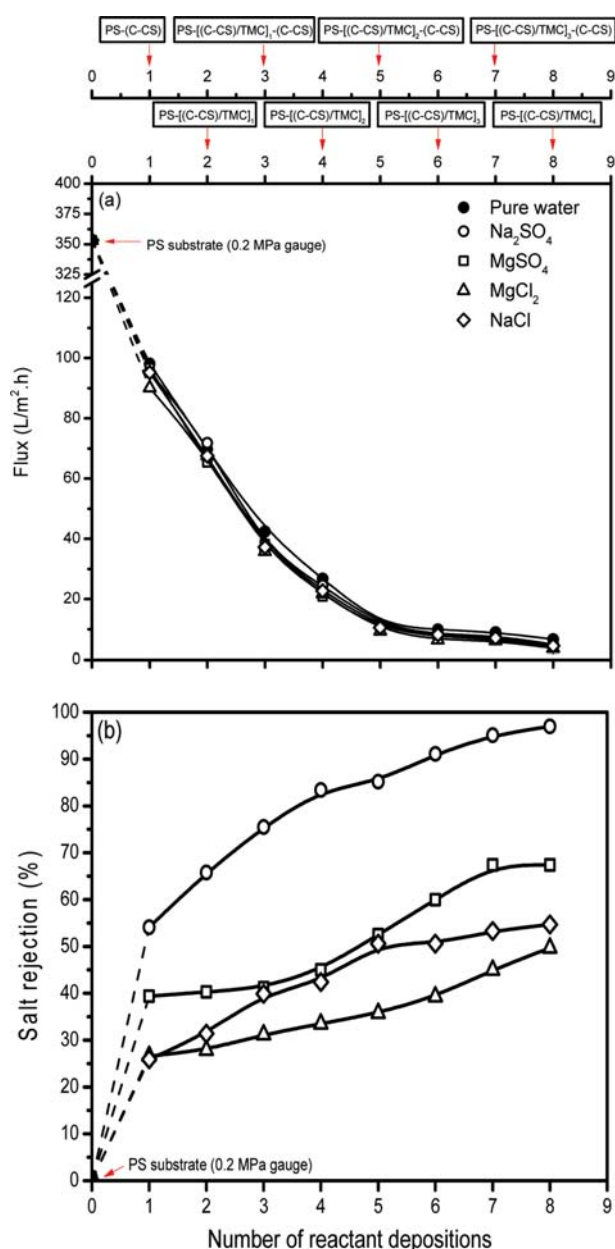 PS-(C-CS) PS-[(C-CS)/TMC]₁-(C-CS) PS-[(C-CS)/TMC]₂-(C-CS) PS-[(C-CS)/TMC]₃-(C-CS)
0 1 2 3 4 5 6 7 8 9
PS-[(C-CS)/TMC]₁ PS-[(C-CS)/TMC]₂ PS-[(C-CS)/TMC]₃ PS-[(C-CS)/TMC]₄
0 1 2 3 4 5 6 7 8 9
(a)
400
375
350
325
120
100
80
60
40
20
0
Flux (L/m².h)
PS substrate (0.2 MPa gauge)
Pure water
Na₂SO₄
MgSO₄
MgCl₂
NaCl
(b)
100
90
80
70
60
50
40
30
20
10
0
Salt rejection (%)
PS substrate (0.2 MPa gauge)
0 1 2 3 4 5 6 7 8 9
Number of reactant depositions